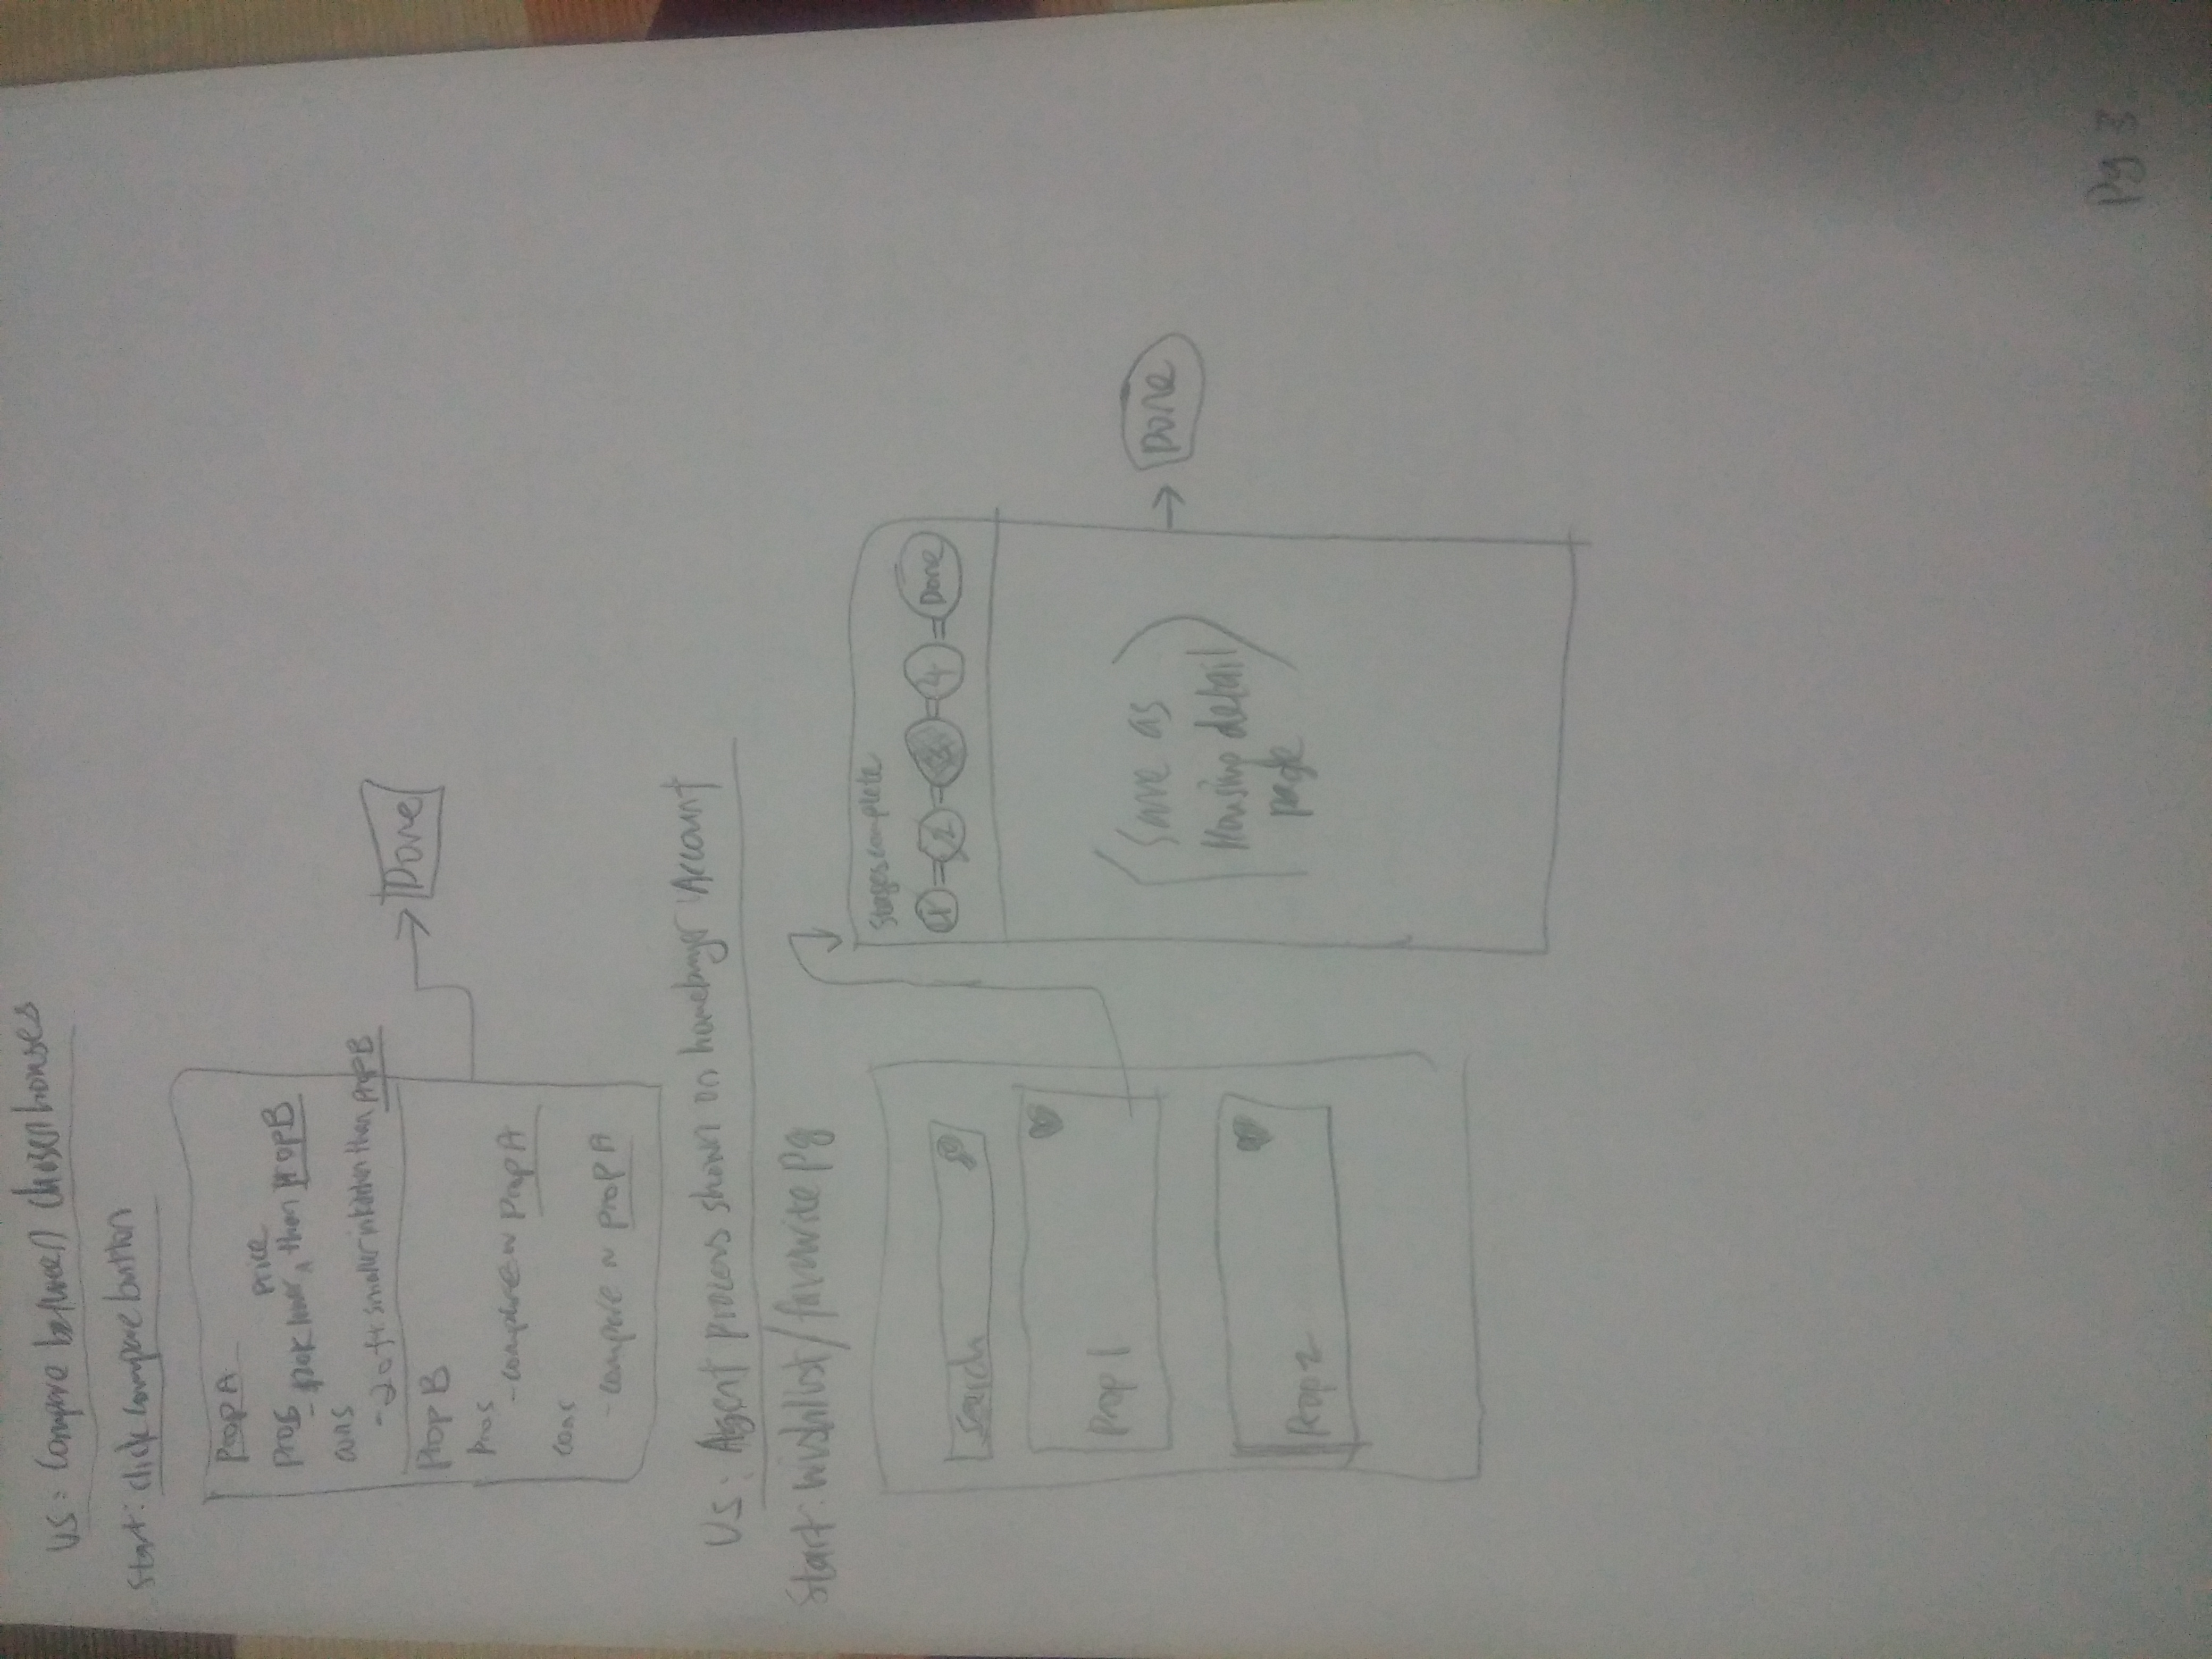 US: Compare between chosen houses
Start: click compare button
Prop A
price
Pros
- lower ^ than Prop B
cons
- 20ft smaller in kitchen than Prop B
Prop B
Pros
- compare w Prop A
cons
- compare w Prop A
Done
US: Agent process shown on homebuyer Account
Start: wishlist/favourite Pg
Search
Prop 1
Prop 2
Stages complete
1 2 3 4 Done
(Same as
Housing detail
page)
Done
Pg 3